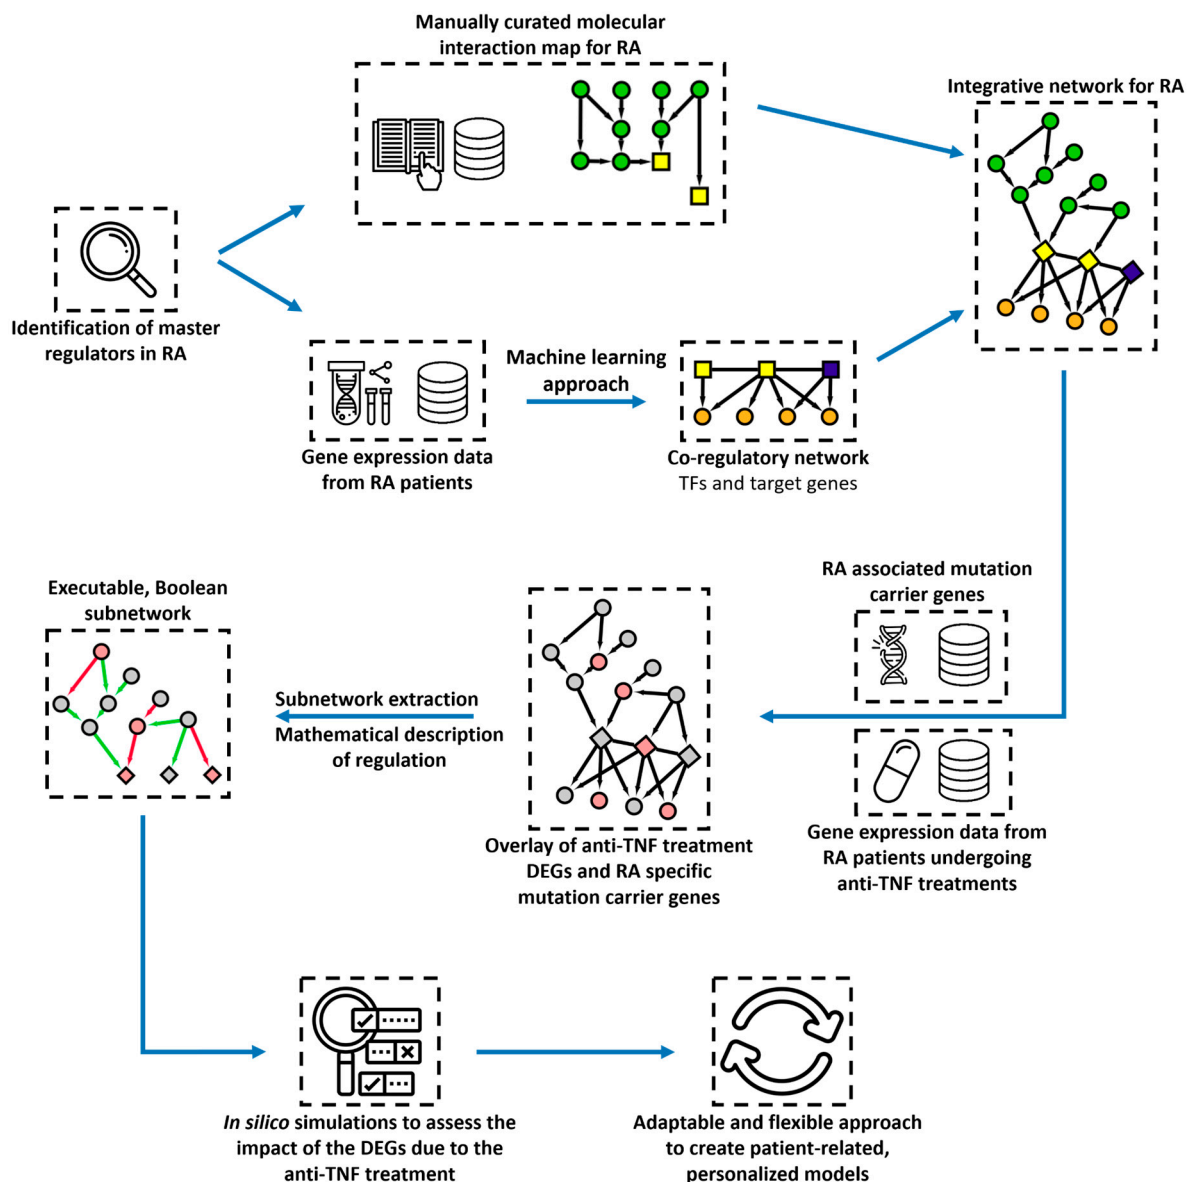 Manually curated molecular
interaction map for RA
Integrative network for RA
Identification of master
regulators in RA
Machine learning
approach
Gene expression data
from RA patients
Co-regulatory network
TFs and target genes
RA associated mutation
carrier genes
Executable, Boolean
subnetwork
Subnetwork extraction
Mathematical description
of regulation
Gene expression data from
RA patients undergoing
anti-TNF treatments
Overlay of anti-TNF treatment
DEGs and RA specific
mutation carrier genes
In silico simulations to assess the
impact of the DEGs due to the
anti-TNF treatment
Adaptable and flexible approach
to create patient-related,
personalized models